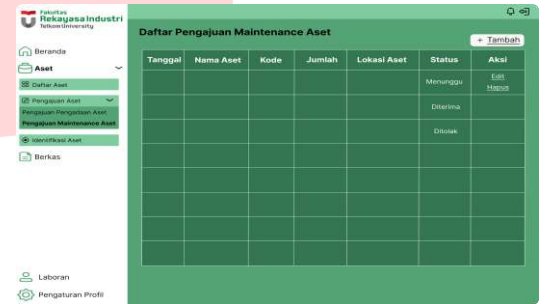 Fakultas
Rekayasa Industri
Telkom University
Beranda
Aset
Daftar Aset
Pengajuan Aset
Pengajuan Pengadaan Aset
Pengajuan Maintenance Aset
Identifikasi Aset
Berkas
Laboran
Pengaturan Profil
Daftar Pengajuan Maintenance Aset
+ Tambah
Tanggal Nama Aset Kode Jumlah Lokasi Aset Status Aksi
Menunggu Edit
Hapus
Diterima
Ditolak